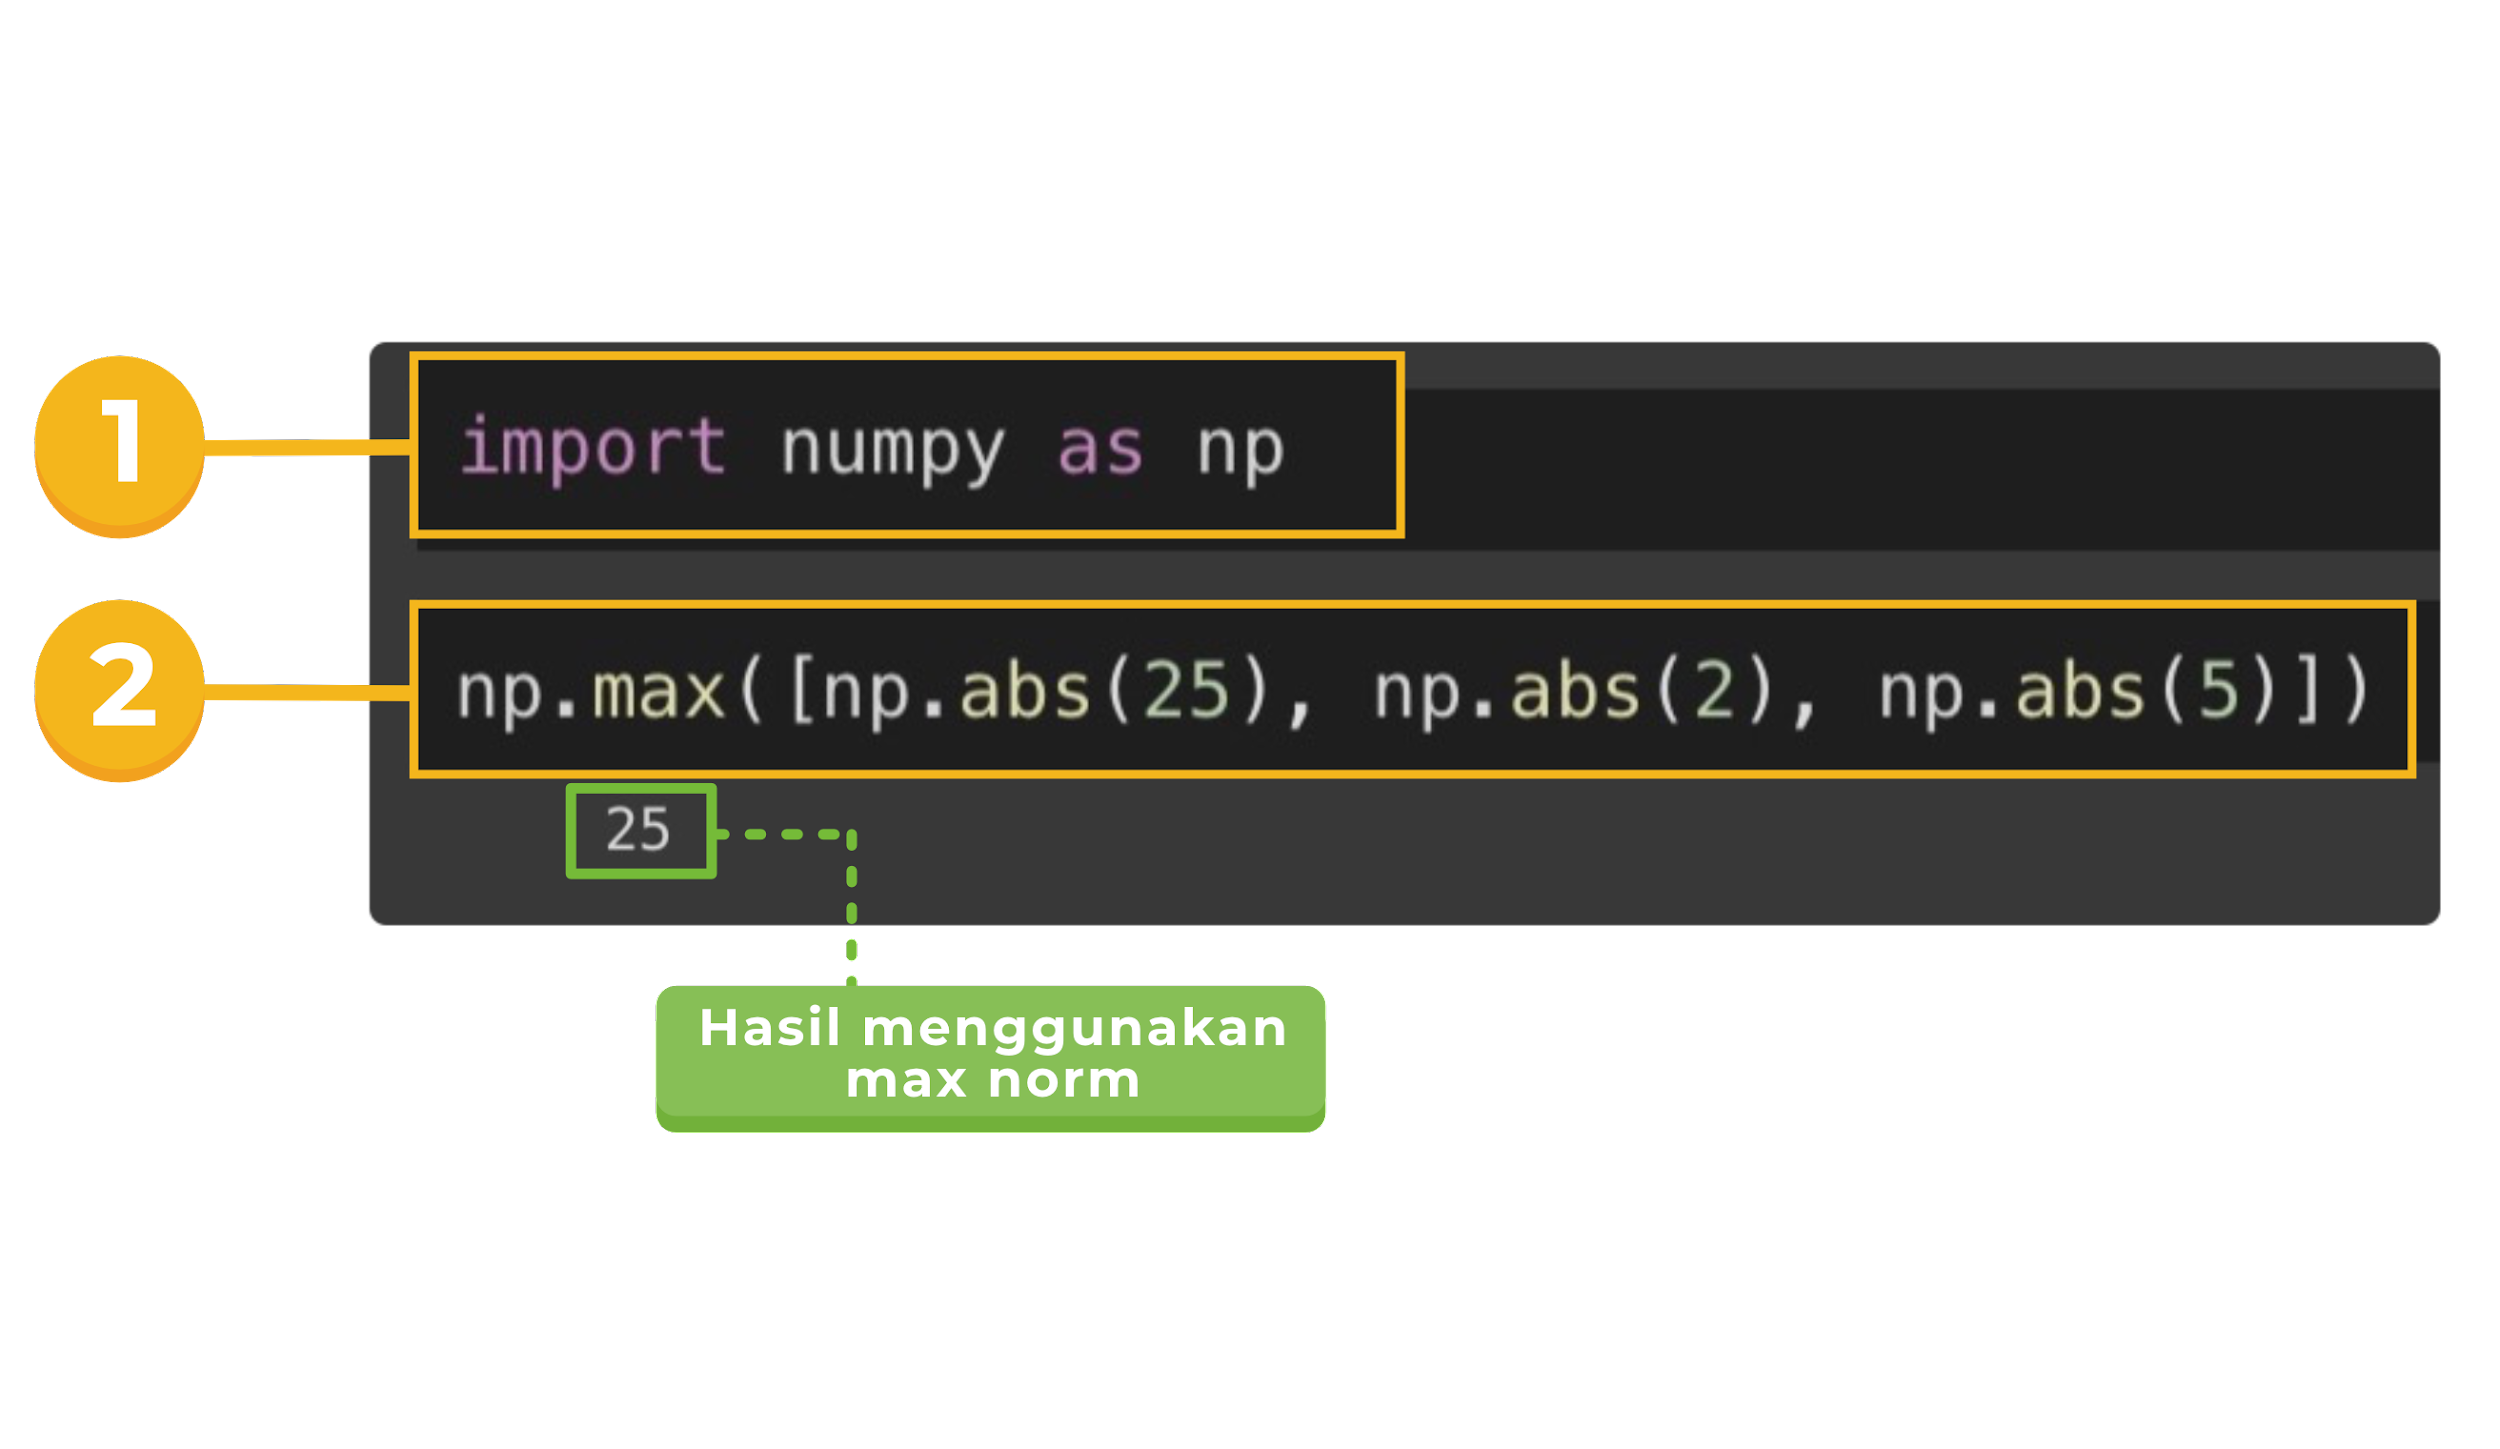 1
import numpy as np
2
np.max([np.abs(25), np.abs(2), np.abs(5)])
25
Hasil menggunakan
max norm